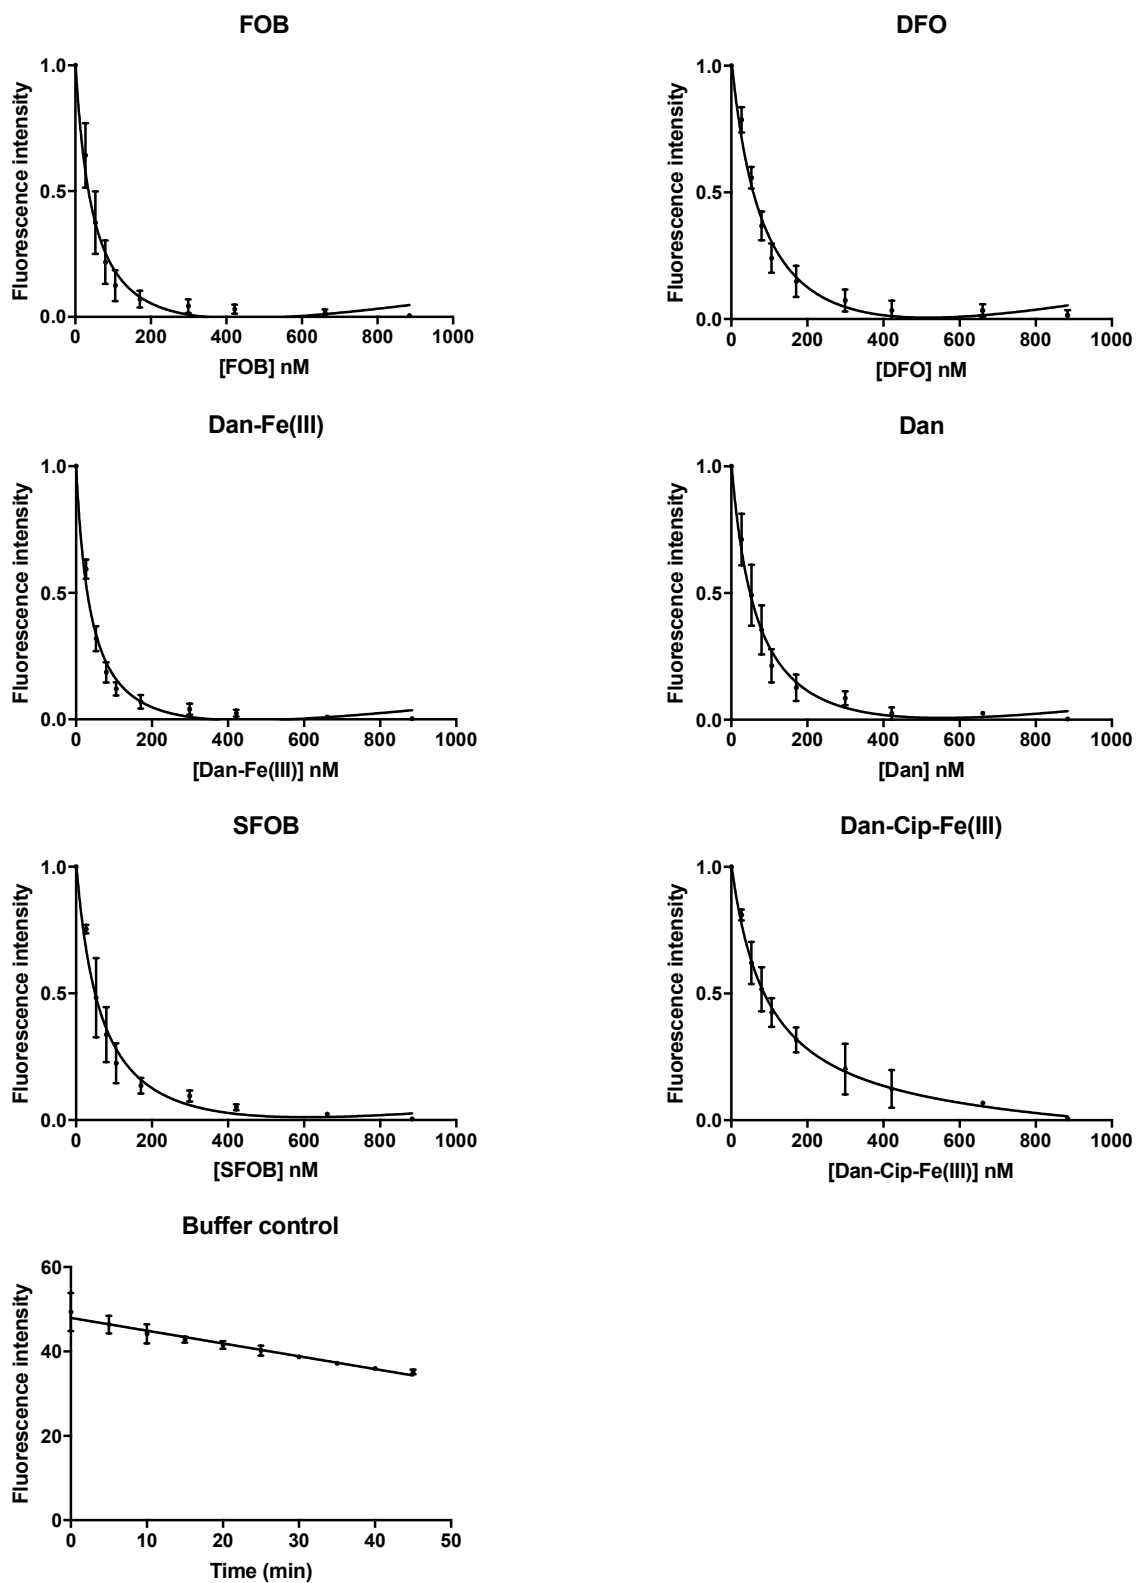 FOB
1.0
Fluorescence intensity
0.5
0.0
0 200 400 600 800 1000
[FOB] nM
DFO
1.0
Fluorescence intensity
0.5
0.0
0 200 400 600 800 1000
[DFO] nM
Dan-Fe(III)
1.0
Fluorescence intensity
0.5
0.0
0 200 400 600 800 1000
[Dan-Fe(III)] nM
Dan
1.0
Fluorescence intensity
0.5
0.0
0 200 400 600 800 1000
[Dan] nM
SFOB
1.0
Fluorescence intensity
0.5
0.0
0 200 400 600 800 1000
[SFOB] nM
Dan-Cip-Fe(III)
1.0
Fluorescence intensity
0.5
0.0
0 200 400 600 800 1000
[Dan-Cip-Fe(III)] nM
Buffer control
60
Fluorescence intensity
40
20
0
0 10 20 30 40 50
Time (min)